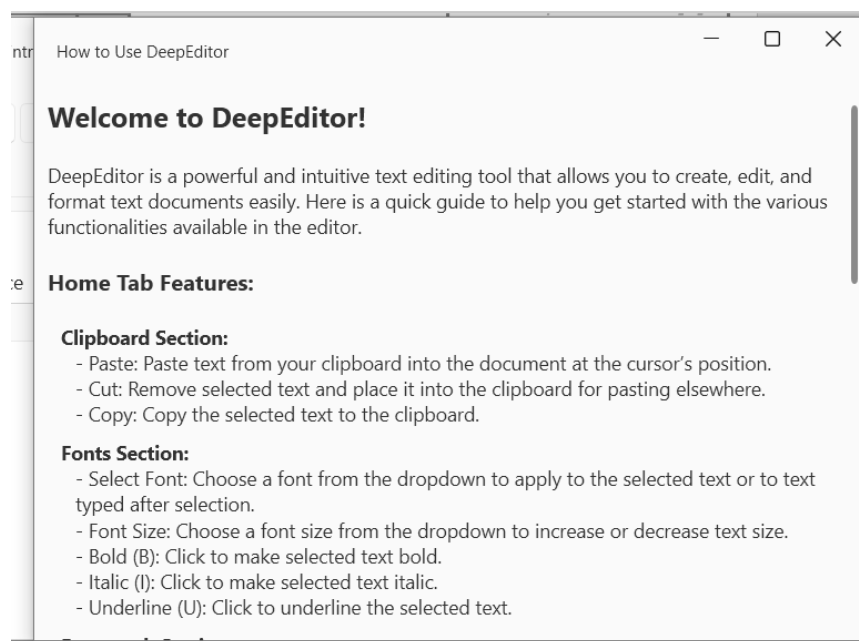 How to Use DeepEditor
Welcome to DeepEditor!
DeepEditor is a powerful and intuitive text editing tool that allows you to create, edit, and
format text documents easily. Here is a quick guide to help you get started with the various
functionalities available in the editor.
Home Tab Features:
Clipboard Section:
- Paste: Paste text from your clipboard into the document at the cursor's position.
- Cut: Remove selected text and place it into the clipboard for pasting elsewhere.
- Copy: Copy the selected text to the clipboard.
Fonts Section:
- Select Font: Choose a font from the dropdown to apply to the selected text or to text
typed after selection.
- Font Size: Choose a font size from the dropdown to increase or decrease text size.
- Bold (B): Click to make selected text bold.
- Italic (I): Click to make selected text italic.
- Underline (U): Click to underline the selected text.